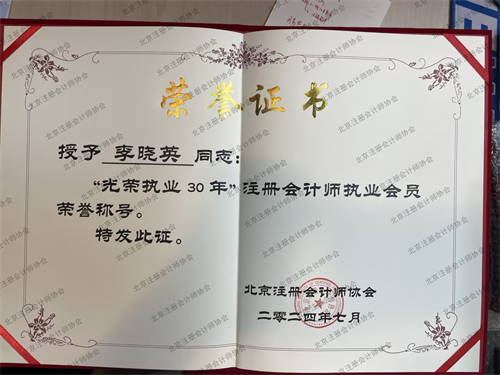 荣誉证书
授予 李晓英 同志：
“光荣执业30年”注册会计师执业会员
荣誉称号。
特发此证。
北京注册会计师协会
二零二四年七月